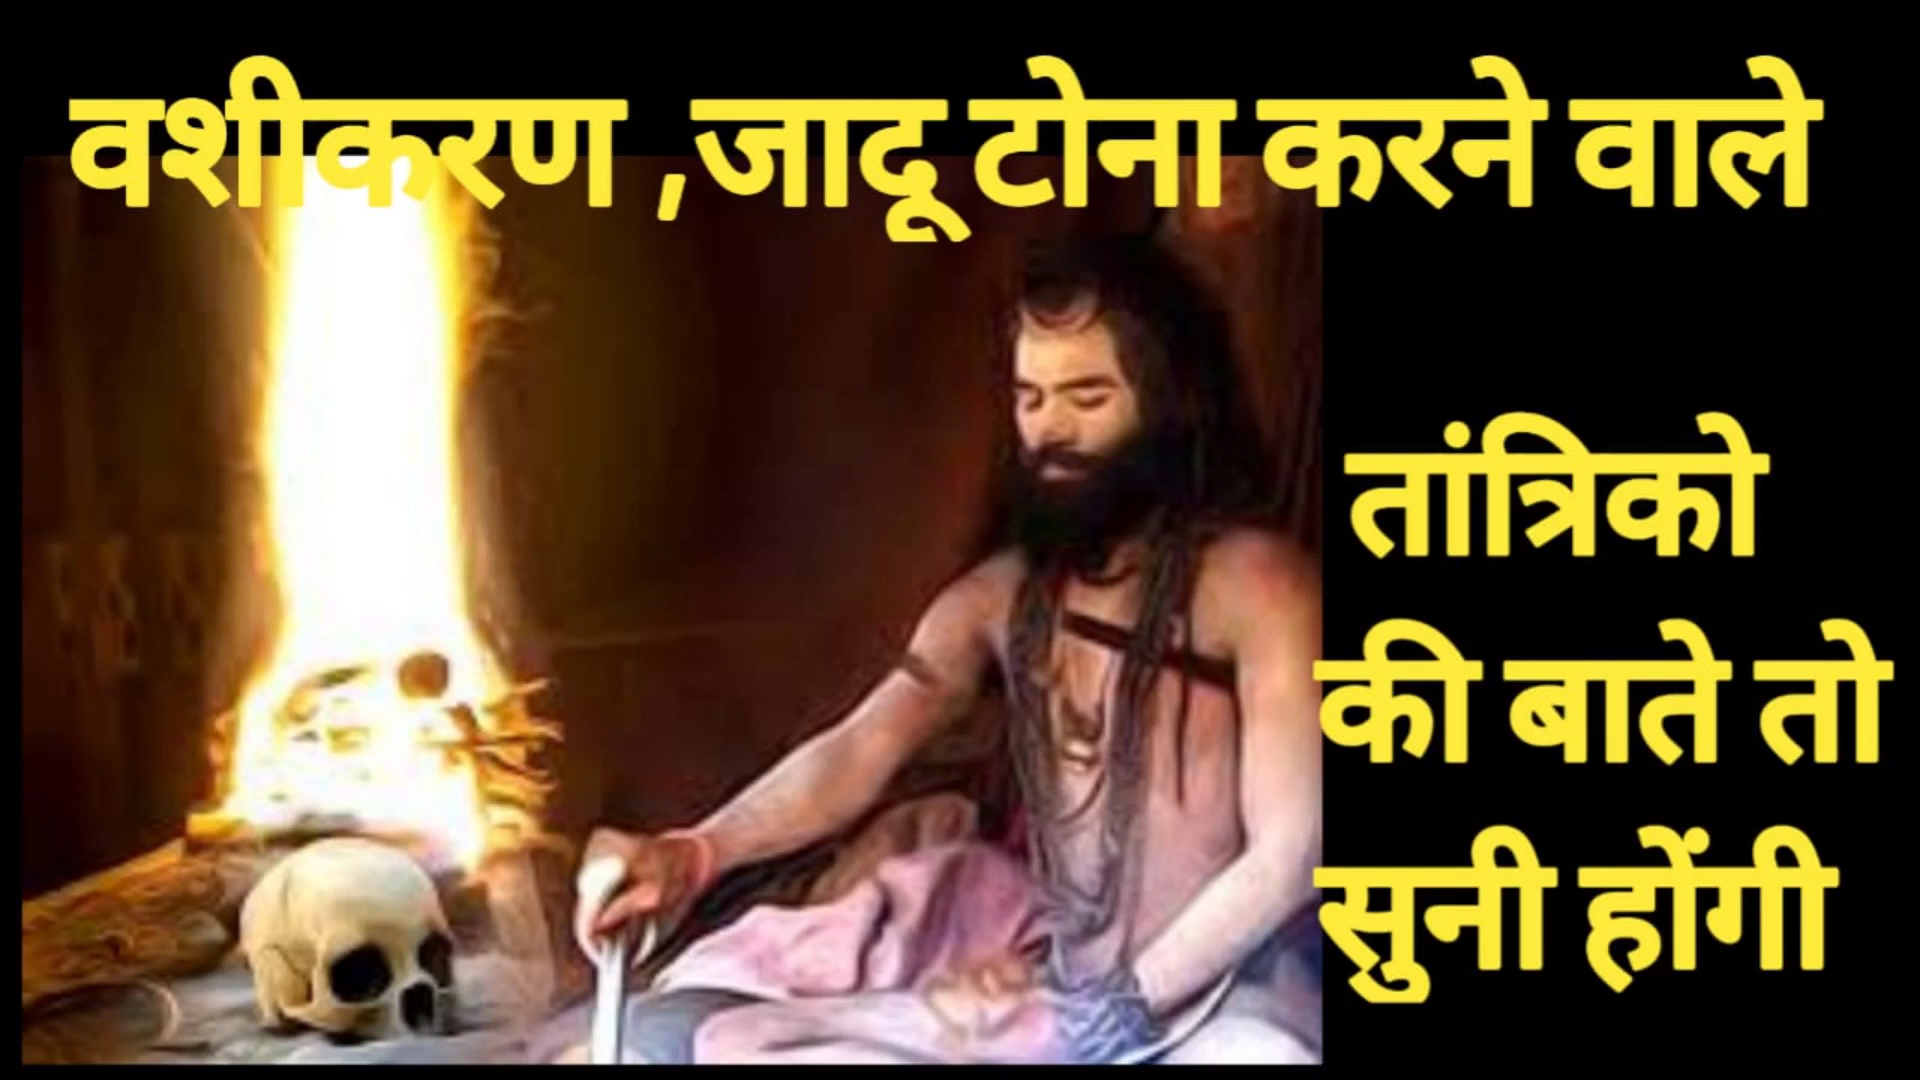 वशीकरण ,जादू टोना करने वाले
तांत्रिको
की बाते तो
सुनी होंगी